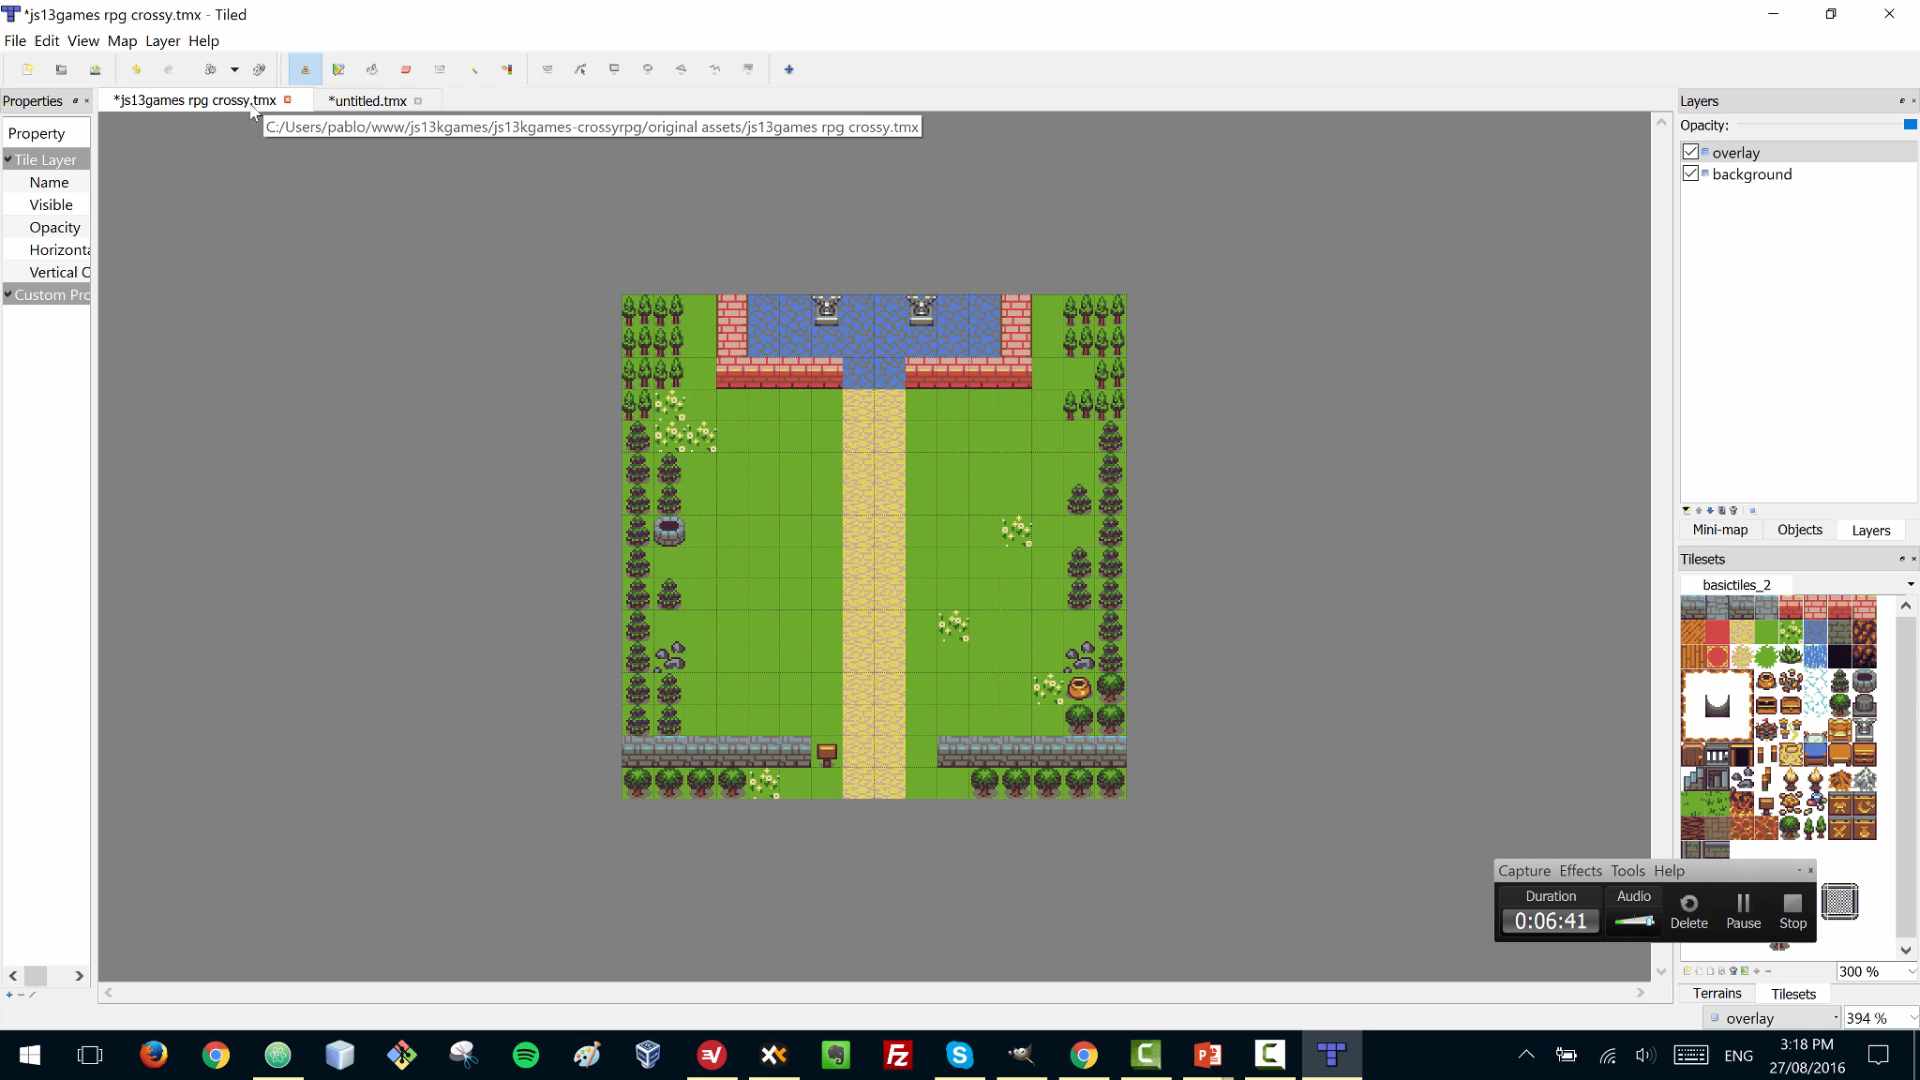 *js13games rpg crossy.tmx - Tiled
File Edit View Map Layer Help
Properties
*js13games rpg crossy.tmx
*untitled.tmx
C:/Users/pablo/www/js13kgames/js13kgames-crossyrpg/original assets/js13games rpg crossy.tmx
Property
Tile Layer
Name
Visible
Opacity
Horizonta
Vertical C
Custom Prc
Layers
Opacity:
overlay
background
Mini-map Objects Layers
Tilesets
basictiles_2
Capture Effects Tools Help
Duration
Audio
0:06:41
Delete Pause Stop
300 %
Terrains Tilesets
overlay
394 %
ENG
3:18 PM
27/08/2016